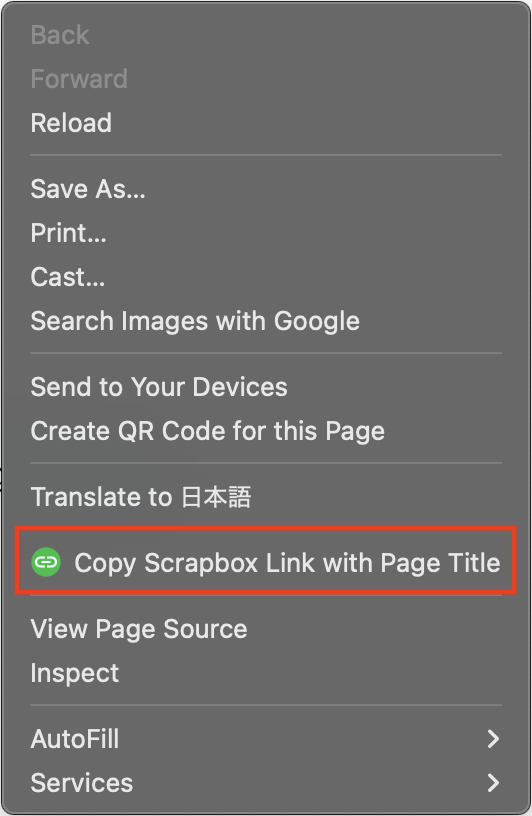 Back
Forward
Reload
Save As...
Print...
Cast...
Search Images with Google
Send to Your Devices
Create QR Code for this Page
Translate to 日本語
Copy Scrapbox Link with Page Title
View Page Source
Inspect
AutoFill
Services